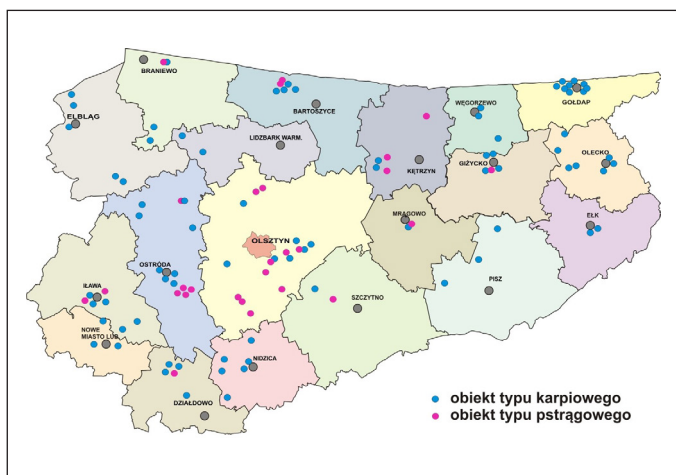 BRANIEWO
BARTOSZYCE
WĘGORZEWO
GOŁDAP
ELBLĄG
LIDZBARK WARM.
KĘTRZYN
GIŻYCKO
OLECKO
MRĄGOWO
EŁK
OLSZTYN
OSTRÓDA
PISZ
IŁAWA
SZCZYTNO
NOWE
MIASTO LUB.
NIDZICA
DZIAŁDOWO
obiekt typu karpiowego
obiekt typu pstrągowego